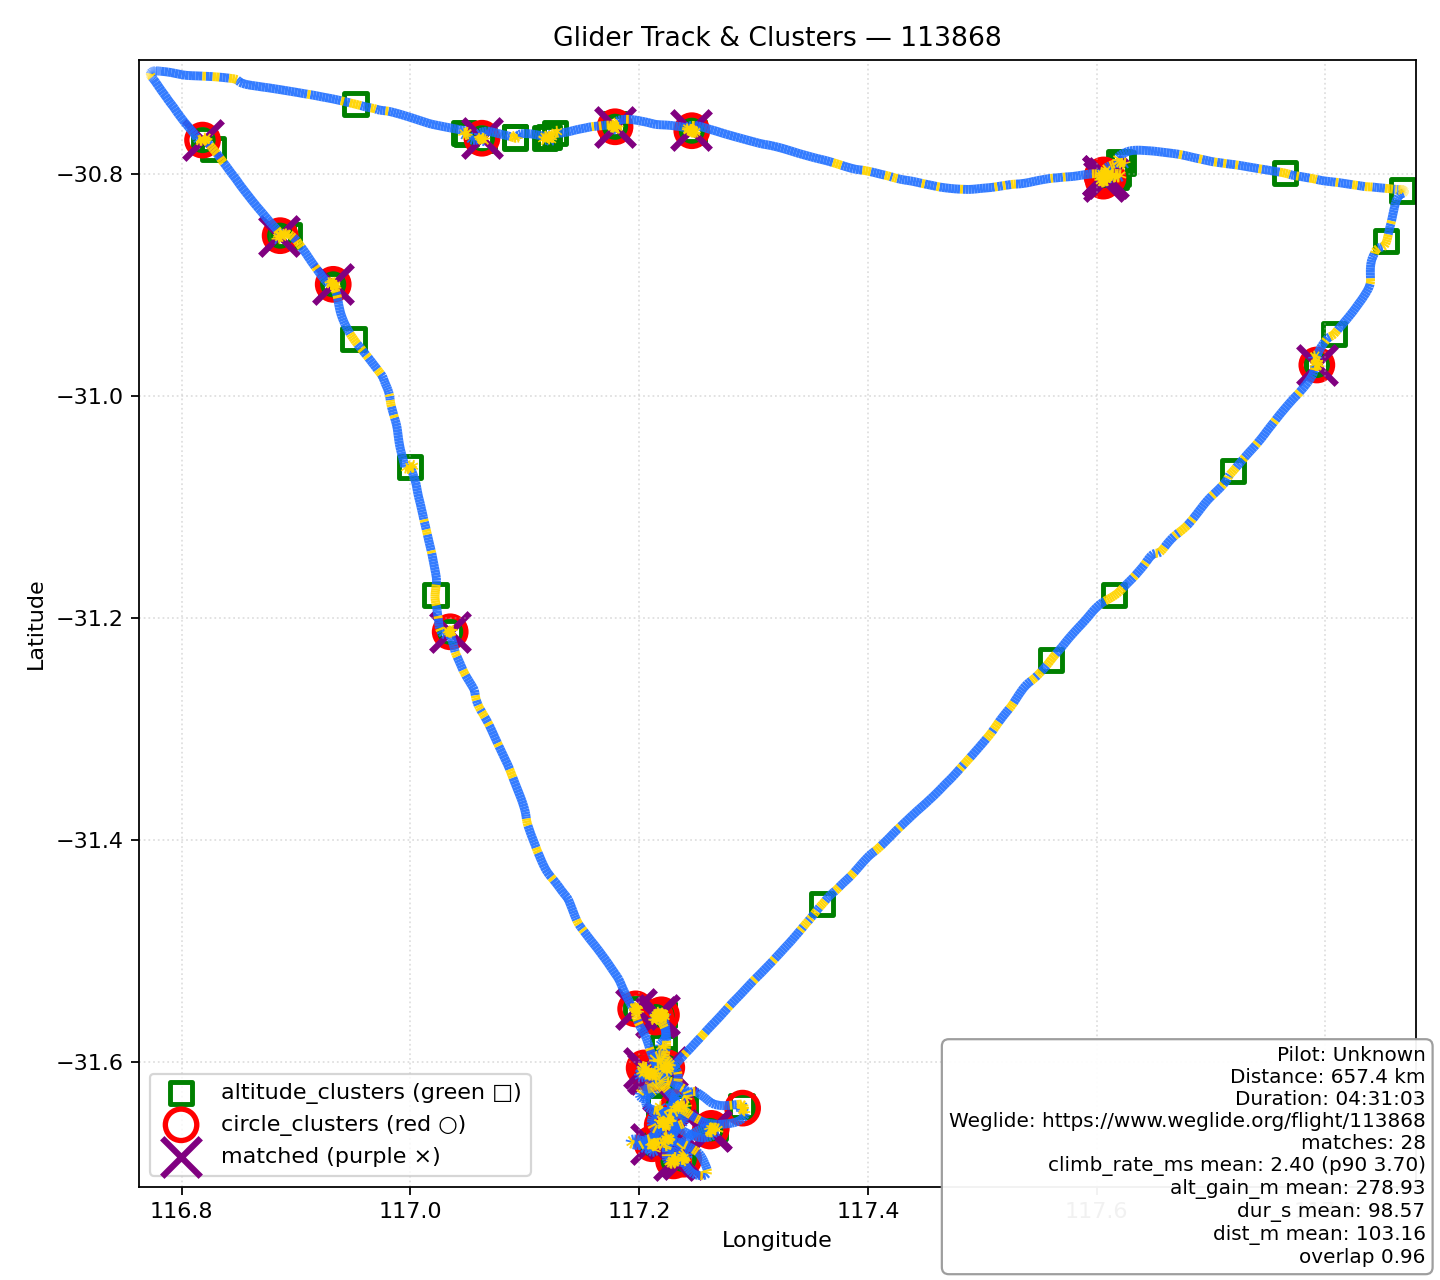 Glider Track & Clusters — 113868
−30.8
−31.0
−31.2
−31.4
−31.6
Latitude
altitude_clusters (green □)
circle_clusters (red ○)
matched (purple ×)
Pilot: Unknown
Distance: 657.4 km
Duration: 04:31:03
Weglide: https://www.weglide.org/flight/113868
matches: 28
climb_rate_ms mean: 2.40 (p90 3.70)
alt_gain_m mean: 278.93
dur_s mean: 98.57
dist_m mean: 103.16
overlap 0.96
116.8 117.0 117.2 117.4 117.6
Longitude